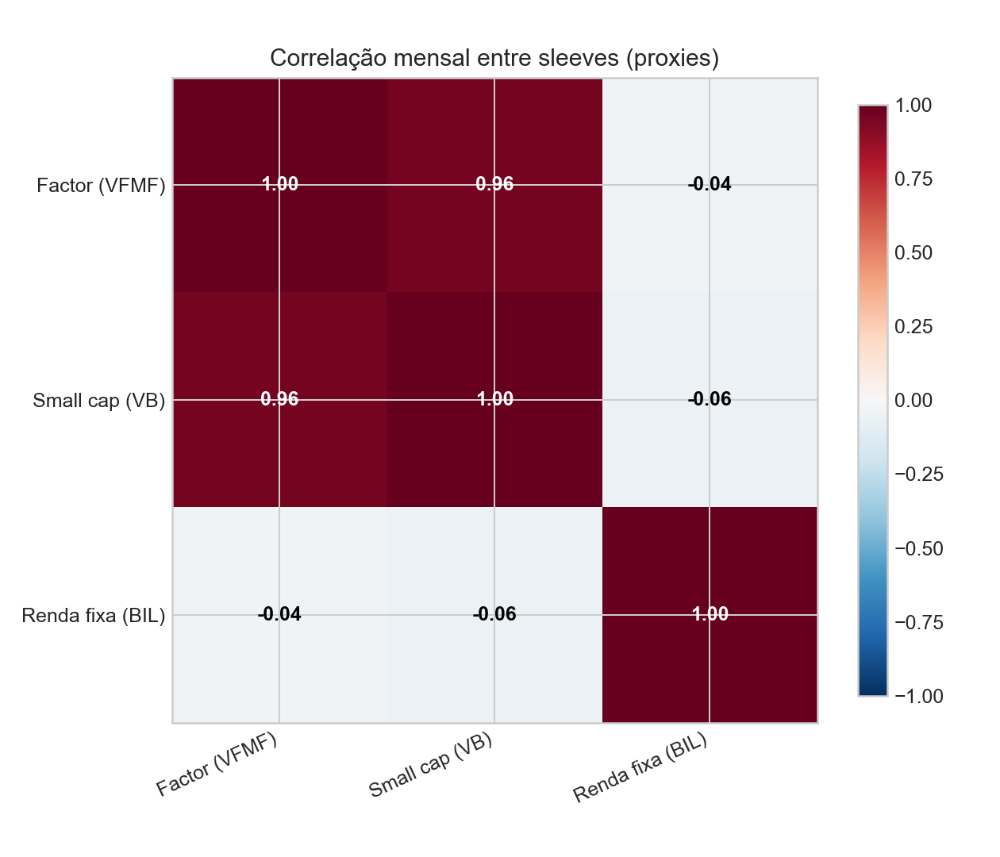 Correlação mensal entre sleeves (proxies)
1.00
Factor (VFMF) 1.00 0.96 -0.04
0.75
0.50
0.25
Small cap (VB) 0.96 1.00 -0.06
0.00
−0.25
−0.50
Renda fixa (BIL) -0.04 -0.06 1.00
−0.75
−1.00
Factor (VFMF) Small cap (VB) Renda fixa (BIL)